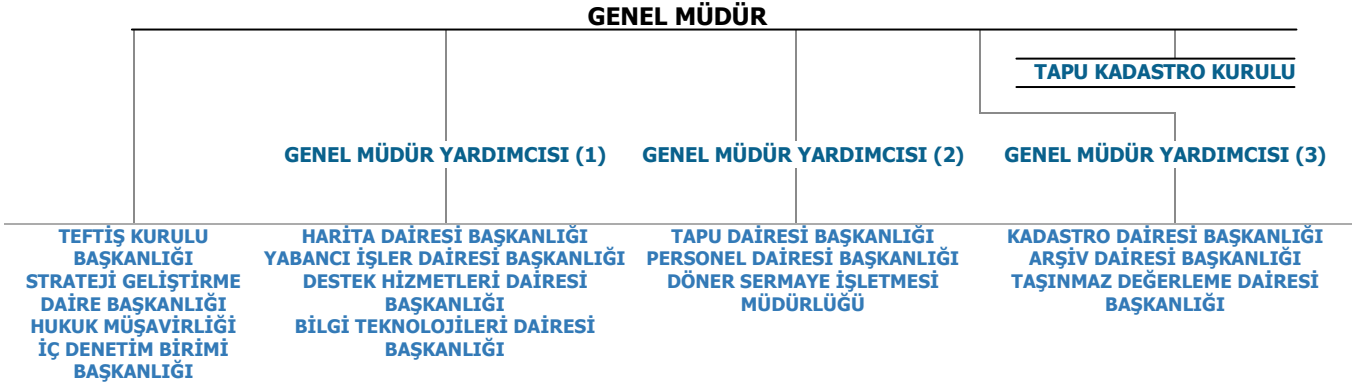 GENEL MÜDÜR
TAPU KADASTRO KURULU
GENEL MÜDÜR YARDIMCISI (1)
GENEL MÜDÜR YARDIMCISI (2)
GENEL MÜDÜR YARDIMCISI (3)
TEFTİŞ KURULU
BAŞKANLIĞI
STRATEJİ GELİŞTİRME
DAİRE BAŞKANLIĞI
HUKUK MÜŞAVİRLİĞİ
İÇ DENETİM BİRİMİ
BAŞKANLIĞI
HARİTA DAİRESİ BAŞKANLIĞI
YABANCI İŞLER DAİRESİ BAŞKANLIĞI
DESTEK HİZMETLERİ DAİRESİ
BAŞKANLIĞI
BİLGİ TEKNOLOJİLERİ DAİRESİ
BAŞKANLIĞI
TAPU DAİRESİ BAŞKANLIĞI
PERSONEL DAİRESİ BAŞKANLIĞI
DÖNER SERMAYE İŞLETMESİ
MÜDÜRLÜĞÜ
KADASTRO DAİRESİ BAŞKANLIĞI
ARŞİV DAİRESİ BAŞKANLIĞI
TAŞINMAZ DEĞERLEME DAİRESİ
BAŞKANLIĞI